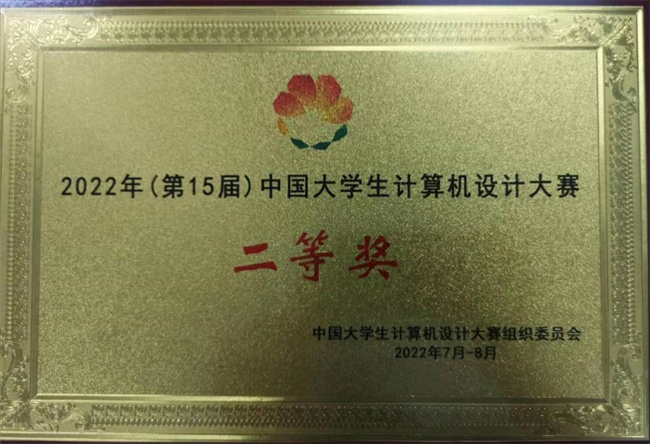 2022年(第15届)中国大学生计算机设计大赛
二等奖
中国大学生计算机设计大赛组织委员会
2022年7月-8月